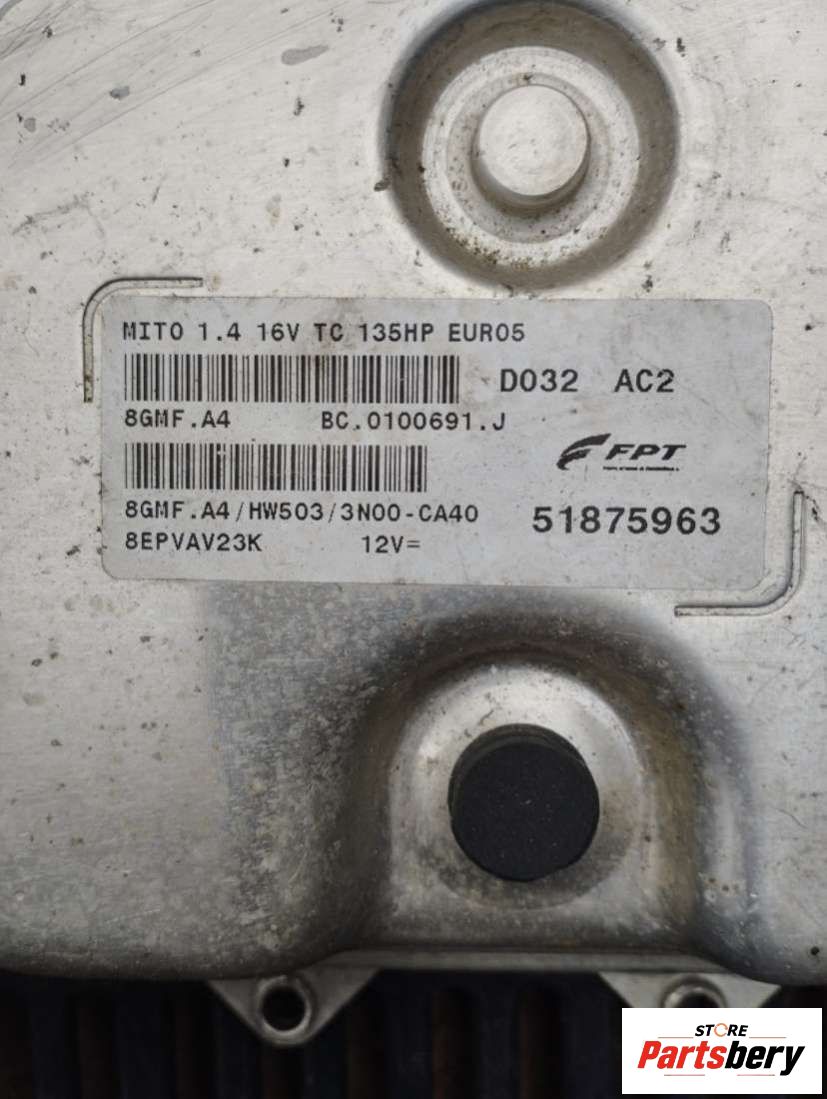 MITO 1.4 16V TC 135HP EURO5
D032 AC2
8GMF.A4 BC.0100691.J
FPT
8GMF.A4/HW503/3N00-CA40
51875963
8EPVAV23K 12V=
STORE
Partsbery